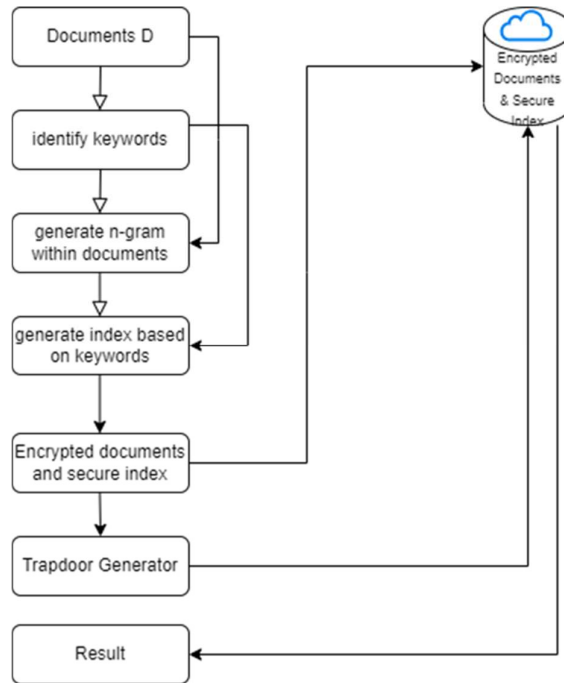 Documents D
identify keywords
generate n-gram
within documents
generate index based
on keywords
Encrypted documents
and secure index
Trapdoor Generator
Result
Encrypted
Documents
& Secure
Index